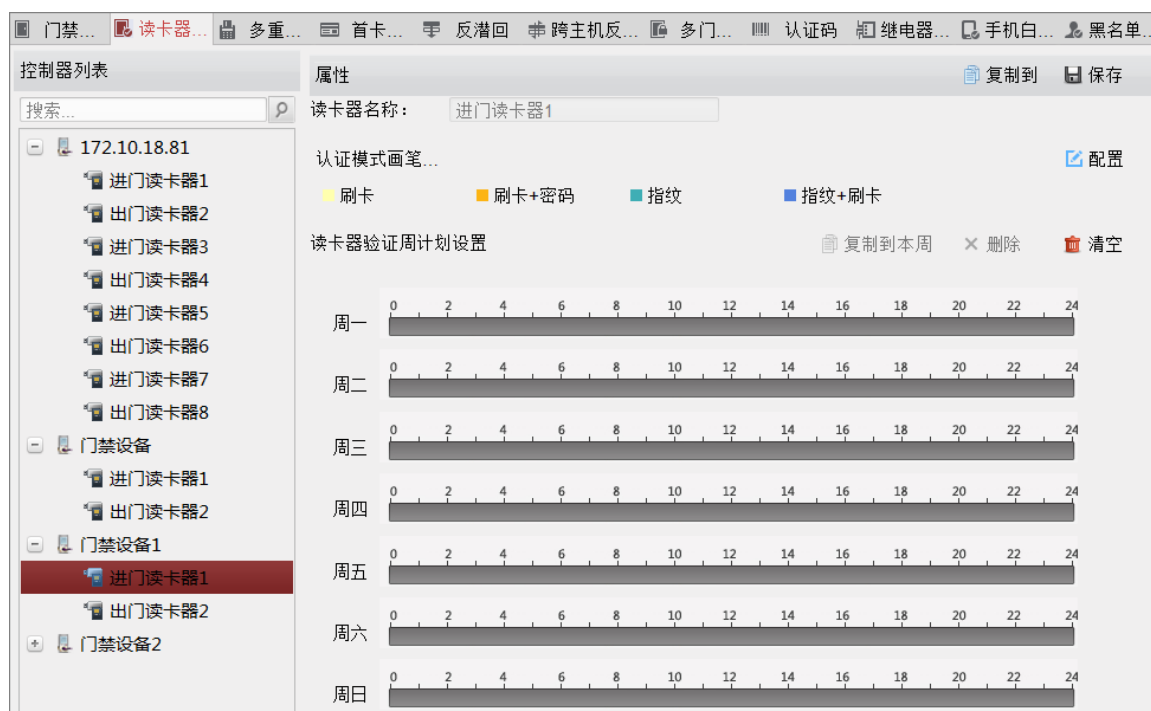 门禁... 读卡器... 多重... 首卡... 反潜回 跨主机反... 多门... 认证码 继电器... 手机白... 黑名单...
控制器列表
搜索...
172.10.18.81
进门读卡器1
出门读卡器2
进门读卡器3
出门读卡器4
进门读卡器5
出门读卡器6
进门读卡器7
出门读卡器8
门禁设备
进门读卡器1
出门读卡器2
门禁设备1
进门读卡器1
出门读卡器2
门禁设备2
属性 复制到 保存
读卡器名称： 进门读卡器1
认证模式画笔... 配置
刷卡 刷卡+密码 指纹 指纹+刷卡
读卡器验证周计划设置 复制到本周 删除 清空
0 2 4 6 8 10 12 14 16 18 20 22 24
周一
0 2 4 6 8 10 12 14 16 18 20 22 24
周二
0 2 4 6 8 10 12 14 16 18 20 22 24
周三
0 2 4 6 8 10 12 14 16 18 20 22 24
周四
0 2 4 6 8 10 12 14 16 18 20 22 24
周五
0 2 4 6 8 10 12 14 16 18 20 22 24
周六
0 2 4 6 8 10 12 14 16 18 20 22 24
周日